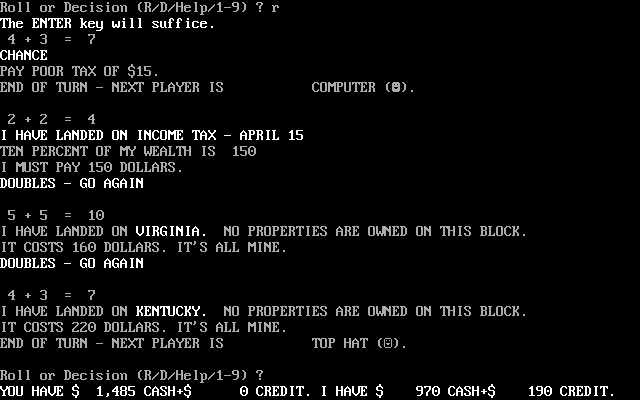 Roll or Decision (R/D/Help/1-9) ? r
The ENTER key will suffice.
4 + 3 = 7
CHANCE
PAY POOR TAX OF $15.
END OF TURN - NEXT PLAYER IS COMPUTER (☻).
2 + 2 = 4
I HAVE LANDED ON INCOME TAX - APRIL 15
TEN PERCENT OF MY WEALTH IS 150
I MUST PAY 150 DOLLARS.
DOUBLES - GO AGAIN
5 + 5 = 10
I HAVE LANDED ON VIRGINIA. NO PROPERTIES ARE OWNED ON THIS BLOCK.
IT COSTS 160 DOLLARS. IT'S ALL MINE.
DOUBLES - GO AGAIN
4 + 3 = 7
I HAVE LANDED ON KENTUCKY. NO PROPERTIES ARE OWNED ON THIS BLOCK.
IT COSTS 220 DOLLARS. IT'S ALL MINE.
END OF TURN - NEXT PLAYER IS TOP HAT (☺).
Roll or Decision (R/D/Help/1-9) ?
YOU HAVE $ 1,485 CASH+$ 0 CREDIT. I HAVE $ 970 CASH+$ 190 CREDIT.